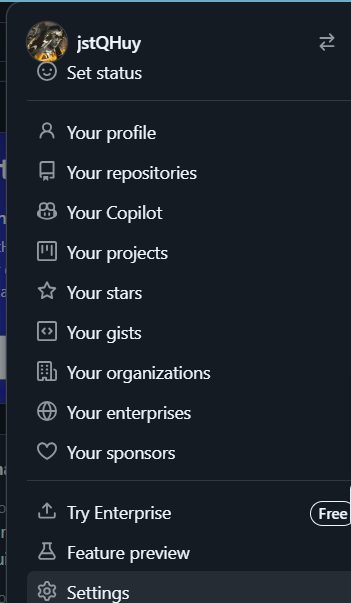 jstQHuy
Set status
Your profile
Your repositories
Your Copilot
Your projects
Your stars
Your gists
Your organizations
Your enterprises
Your sponsors
Try Enterprise Free
Feature preview
Settings